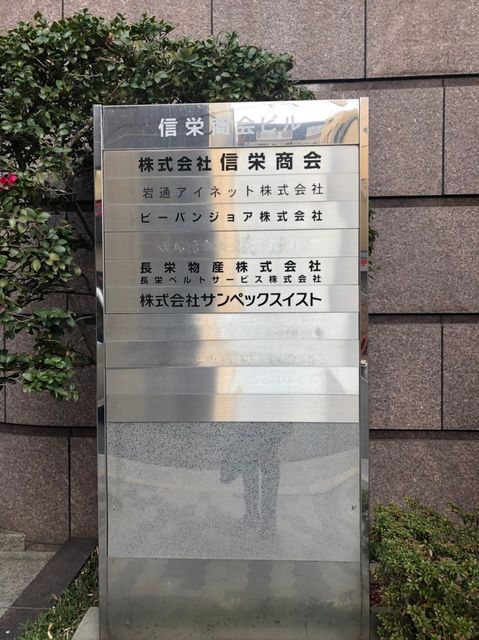 信栄商会ビル
株式会社 信栄商会
岩通アイネット株式会社
ビーバンジョア株式会社
長栄物産株式会社
長栄ベルトサービス株式会社
株式会社サンペックスイスト